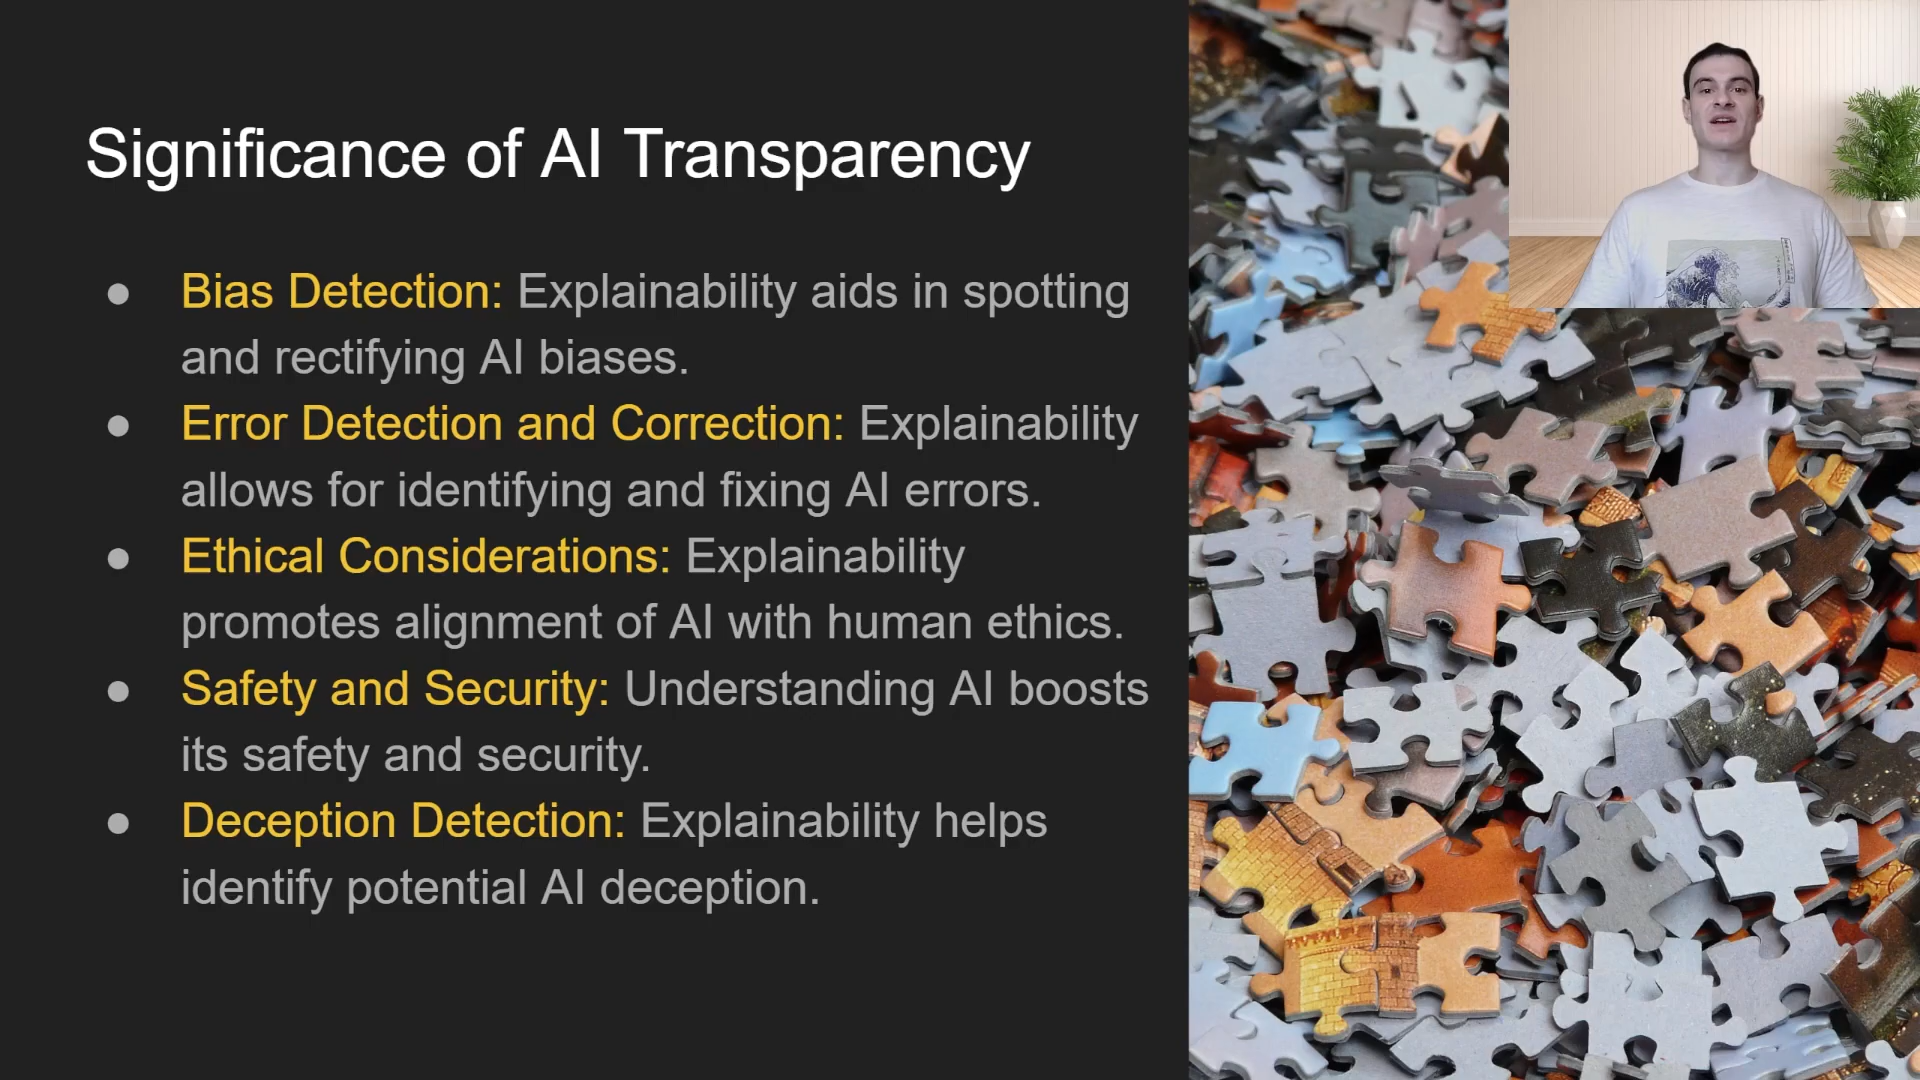 Significance of AI Transparency
● Bias Detection: Explainability aids in spotting
and rectifying AI biases.
● Error Detection and Correction: Explainability
allows for identifying and fixing AI errors.
● Ethical Considerations: Explainability
promotes alignment of AI with human ethics.
● Safety and Security: Understanding AI boosts
its safety and security.
● Deception Detection: Explainability helps
identify potential AI deception.